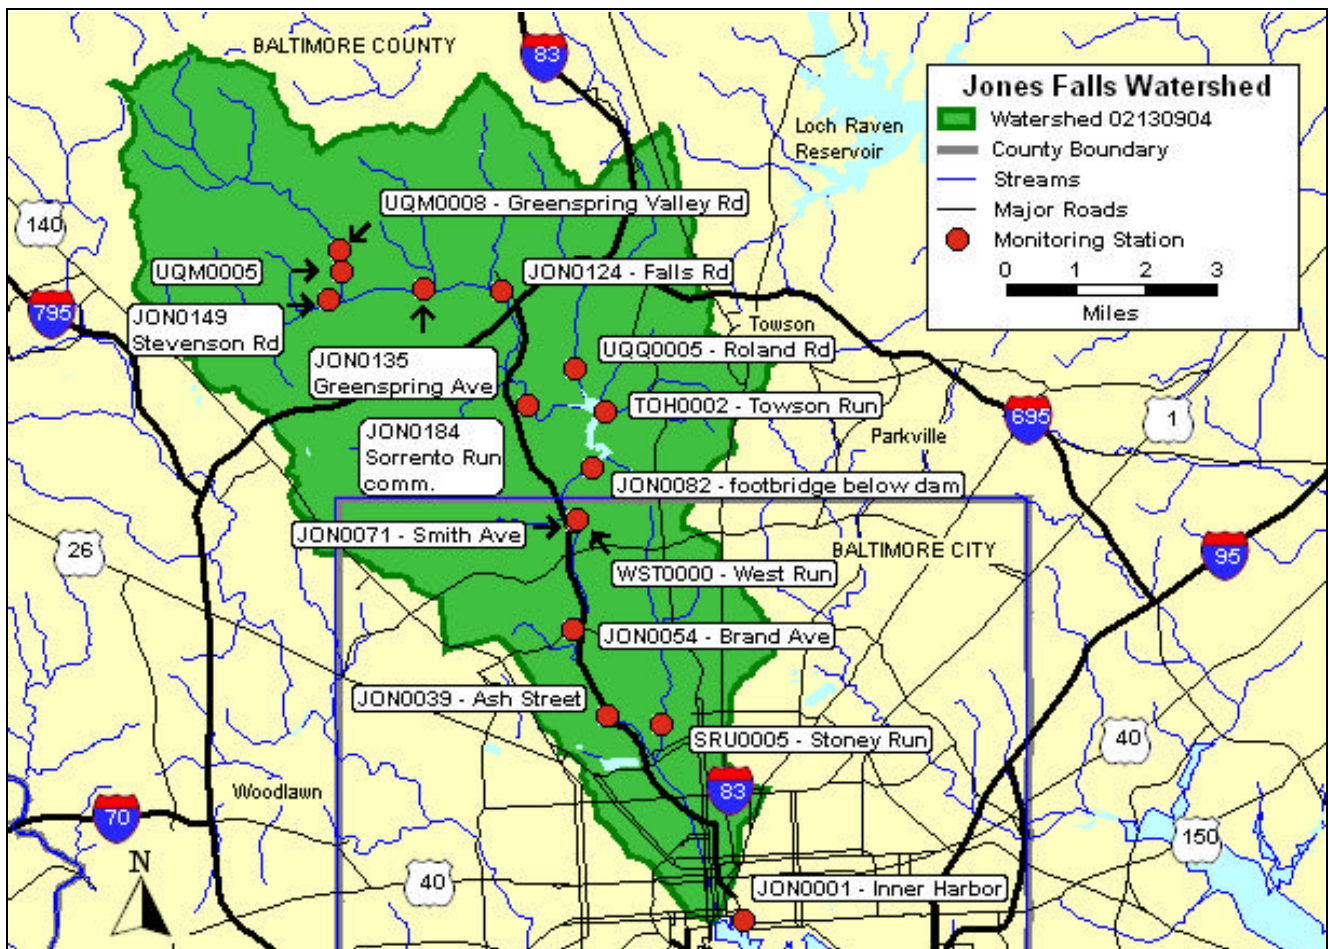 BALTIMORE COUNTY
83
Jones Falls Watershed
Watershed 02130904
County Boundary
Streams
Major Roads
Monitoring Station
0 1 2 3
Miles
Loch Raven
Reservoir
140
UQM0008 - Greenspring Valley Rd
UQM0005
JON0124 - Falls Rd
795
JON0149
Stevenson Rd
Towson
JON0135
Greenspring Ave
UQQ0005 - Roland Rd
TOH0002 - Towson Run
695
1
JON0184
Sorrento Run
comm.
Parkville
JON0082 - footbridge below dam
JON0071 - Smith Ave
26
BALTIMORE CITY
95
WST0000 - West Run
JON0054 - Brand Ave
JON0039 - Ash Street
SRU0005 - Stoney Run
40
83
Woodlawn
70
150
N
40
JON0001 - Inner Harbor